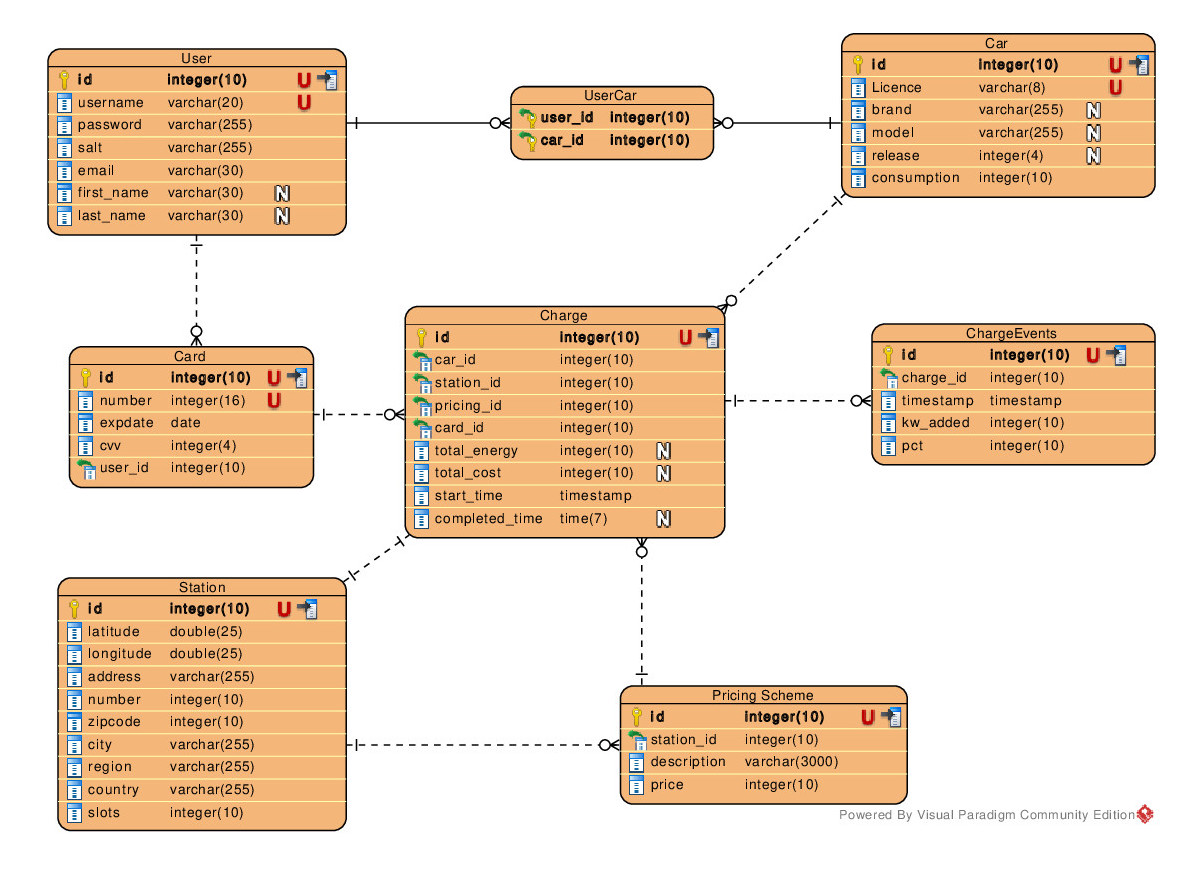 User
id integer(10) U
username varchar(20) U
password varchar(255)
salt varchar(255)
email varchar(30)
first_name varchar(30) N
last_name varchar(30) N
UserCar
user_id integer(10)
car_id integer(10)
Car
id integer(10) U
Licence varchar(8) U
brand varchar(255) N
model varchar(255) N
release integer(4) N
consumption integer(10)
Card
id integer(10) U
number integer(16) U
expdate date
cvv integer(4)
user_id integer(10)
Charge
id integer(10) U
car_id integer(10)
station_id integer(10)
pricing_id integer(10)
card_id integer(10)
total_energy integer(10) N
total_cost integer(10) N
start_time timestamp
completed_time time(7) N
ChargeEvents
id integer(10) U
charge_id integer(10)
timestamp timestamp
kw_added integer(10)
pct integer(10)
Station
id integer(10) U
latitude double(25)
longitude double(25)
address varchar(255)
number integer(10)
zipcode integer(10)
city varchar(255)
region varchar(255)
country varchar(255)
slots integer(10)
Pricing Scheme
id integer(10) U
station_id integer(10)
description varchar(3000)
price integer(10)
Powered By Visual Paradigm Community Edition